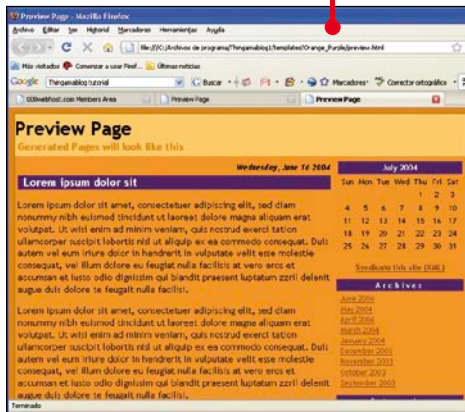 Preview Page - Mozilla Firefox
Archivo Editar Ver Historial Marcadores Herramientas Ayuda
file:///C:/Archivos de programa/Thingamablog1/templates/Orange_Purple/preview.html
Más visitados Comenzar a usar Firef... Últimas noticias
Google Thingamablog tutorial Buscar Marcadores Corrector ortográfico
000webhost.com Members Area Preview Page Preview Page
Preview Page
Generated Pages will look like this
Wednesday, June 16 2004
Lorem ipsum dolor sit
Lorem ipsum dolor sit amet, consectetuer adipiscing elit, sed diam
nonummy nibh euismod tincidunt ut laoreet dolore magna aliquam erat
volutpat. Ut wisi enim ad minim veniam, quis nostrud exerci tation
ullamcorper suscipit lobortis nisl ut aliquip ex ea commodo consequat. Duis
autem vel eum iriure dolor in hendrerit in vulputate velit esse molestie
consequat, vel illum dolore eu feugiat nulla facilisis at vero eros et
accumsan et iusto odio dignissim qui blandit praesent luptatum zzril delenit
augue duis dolore te feugait nulla facilisi.
Lorem ipsum dolor sit amet, consectetuer adipiscing elit, sed diam
nonummy nibh euismod tincidunt ut laoreet dolore magna aliquam erat
volutpat. Ut wisi enim ad minim veniam, quis nostrud exerci tation
ullamcorper suscipit lobortis nisl ut aliquip ex ea commodo consequat. Duis
autem vel eum iriure dolor in hendrerit in vulputate velit esse molestie
consequat, vel illum dolore eu feugiat nulla facilisis at vero eros et
accumsan et iusto odio dignissim qui blandit praesent luptatum zzril delenit
augue duis dolore te feugait nulla facilisi.
July 2004
Sun Mon Tue Wed Thu Fri Sat
1 2 3
4 5 6 7 8 9 10
11 12 13 14 15 16 17
18 19 20 21 22 23 24
25 26 27 28 29 30 31
Syndicate this site (XML)
Archives
June 2004
May 2004
April 2004
March 2004
January 2004
December 2003
November 2003
October 2003
September 2003
Terminado